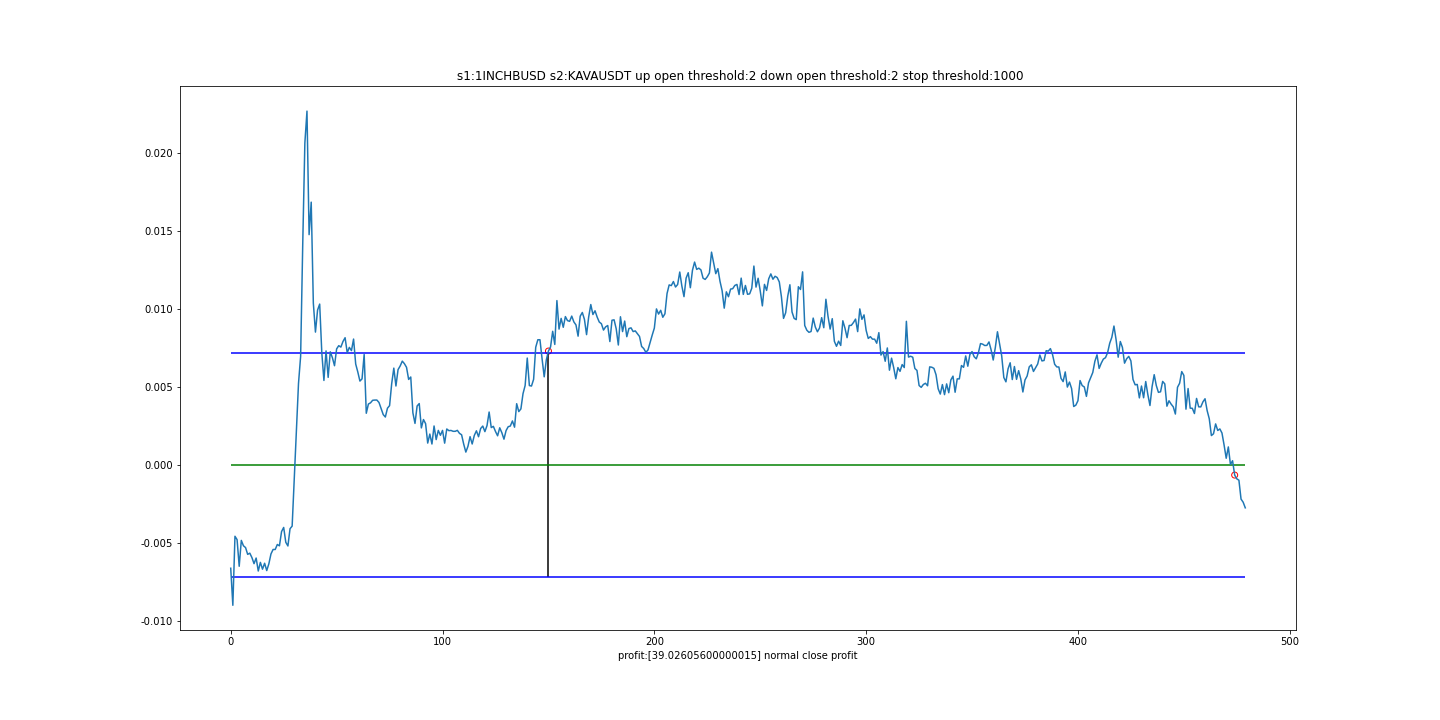 s1:1INCHBUSD s2:KAVAUSDT up open threshold:2 down open threshold:2 stop threshold:1000
0.020
0.015
0.010
0.005
0.000
-0.005
-0.010
0 100 200 300 400 500
profit:[39.02605600000015] normal close profit